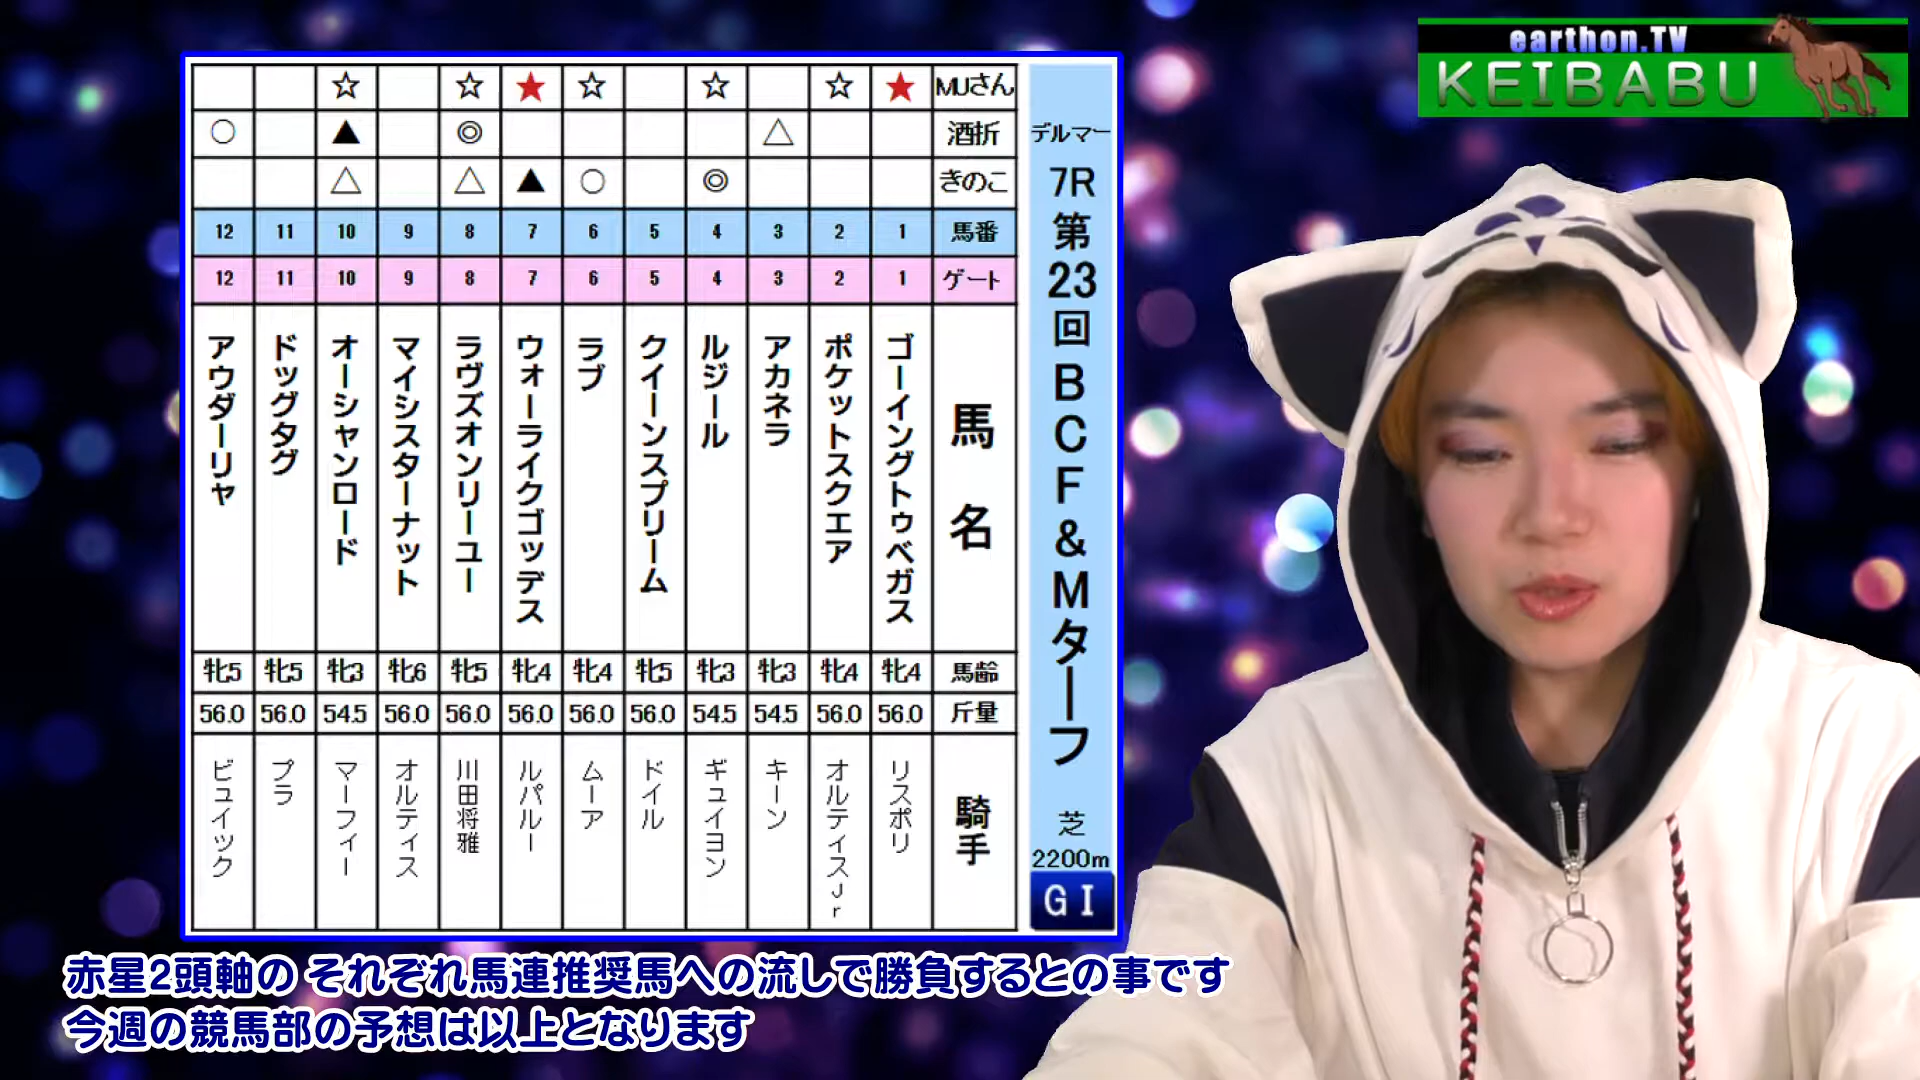 earthon.TV
KEIBABU
デルマー
7R
第23回BCF&Mターフ
芝
2200m
GI
MUさん ★ ☆ ☆ ☆ ★ ☆ ☆
酒折 △ ◎ ▲ ○
きのこ ◎ ○ ▲ △ △
馬番 1 2 3 4 5 6 7 8 9 10 11 12
ゲート 1 2 3 4 5 6 7 8 9 10 11 12
馬名
ゴーイングトゥベガス
ポケットスクエア
アカネラ
ルジール
クイーンスプリーム
ラブ
ウォーライクゴッデス
ラヴズオンリーユー
マイシスターナット
オーシャンロード
ドッグタグ
アウダーリャ
馬齢 牝4 牝4 牝3 牝3 牝5 牝4 牝4 牝5 牝6 牝3 牝5 牝5
斤量 56.0 56.0 54.5 54.5 56.0 56.0 56.0 56.0 56.0 54.5 56.0 56.0
騎手
リスポリ
オルティスJr
キーン
ギュイヨン
ドイル
ムーア
ルパルー
川田将雅
オルティス
マーフィー
プラ
ビュイック
赤星2頭軸の それぞれ馬連推奨馬への流しで勝負するとの事です
今週の競馬部の予想は以上となります